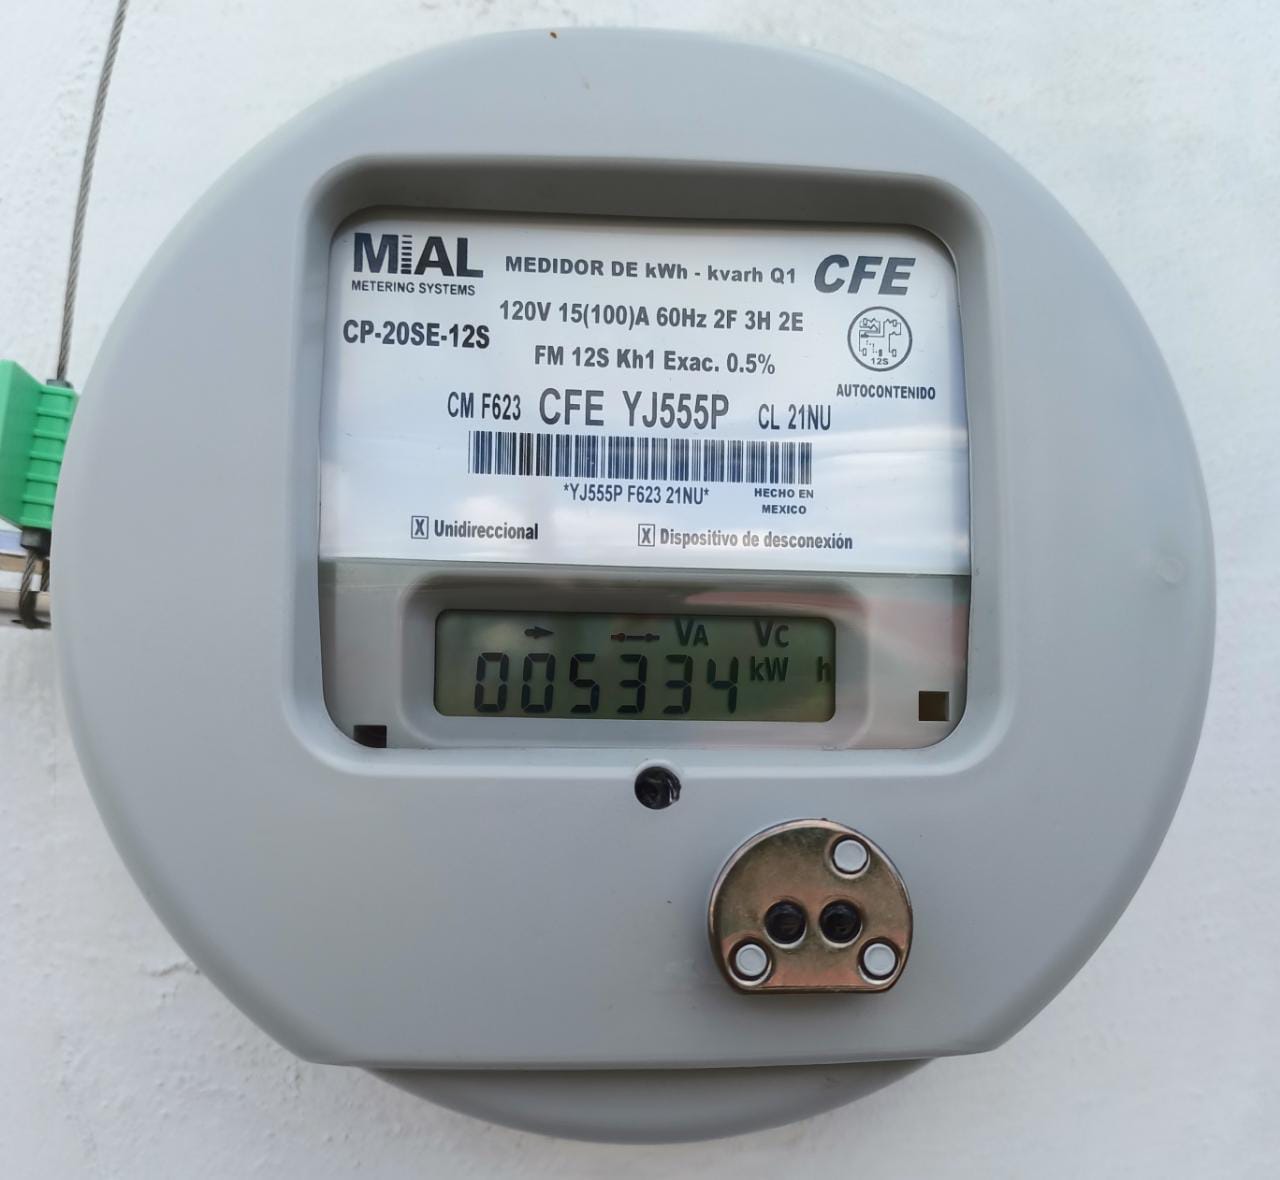 MIAL
METERING SYSTEMS
MEDIDOR DE kWh - kvarh Q1
CFE
120V 15(100)A 60Hz 2F 3H 2E
CP-20SE-12S
FM 12S Kh1 Exac. 0.5%
12S
AUTOCONTENIDO
CM F623 CFE YJ555P CL 21NU
*YJ555P F623 21NU*
HECHO EN
MEXICO
X Unidireccional
X Dispositivo de desconexión
VA VC
005334 kW h